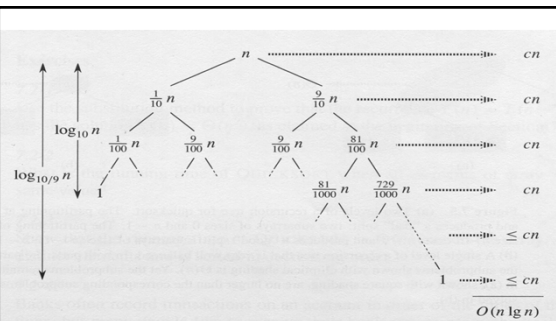 n cn
1/10 n 9/10 n cn
log10 n 1/100 n 9/100 n 9/100 n 81/100 n cn
log10/9 n 1 81/1000 n 729/1000 n cn
≤ cn
1 ≤ cn
O(n lg n)